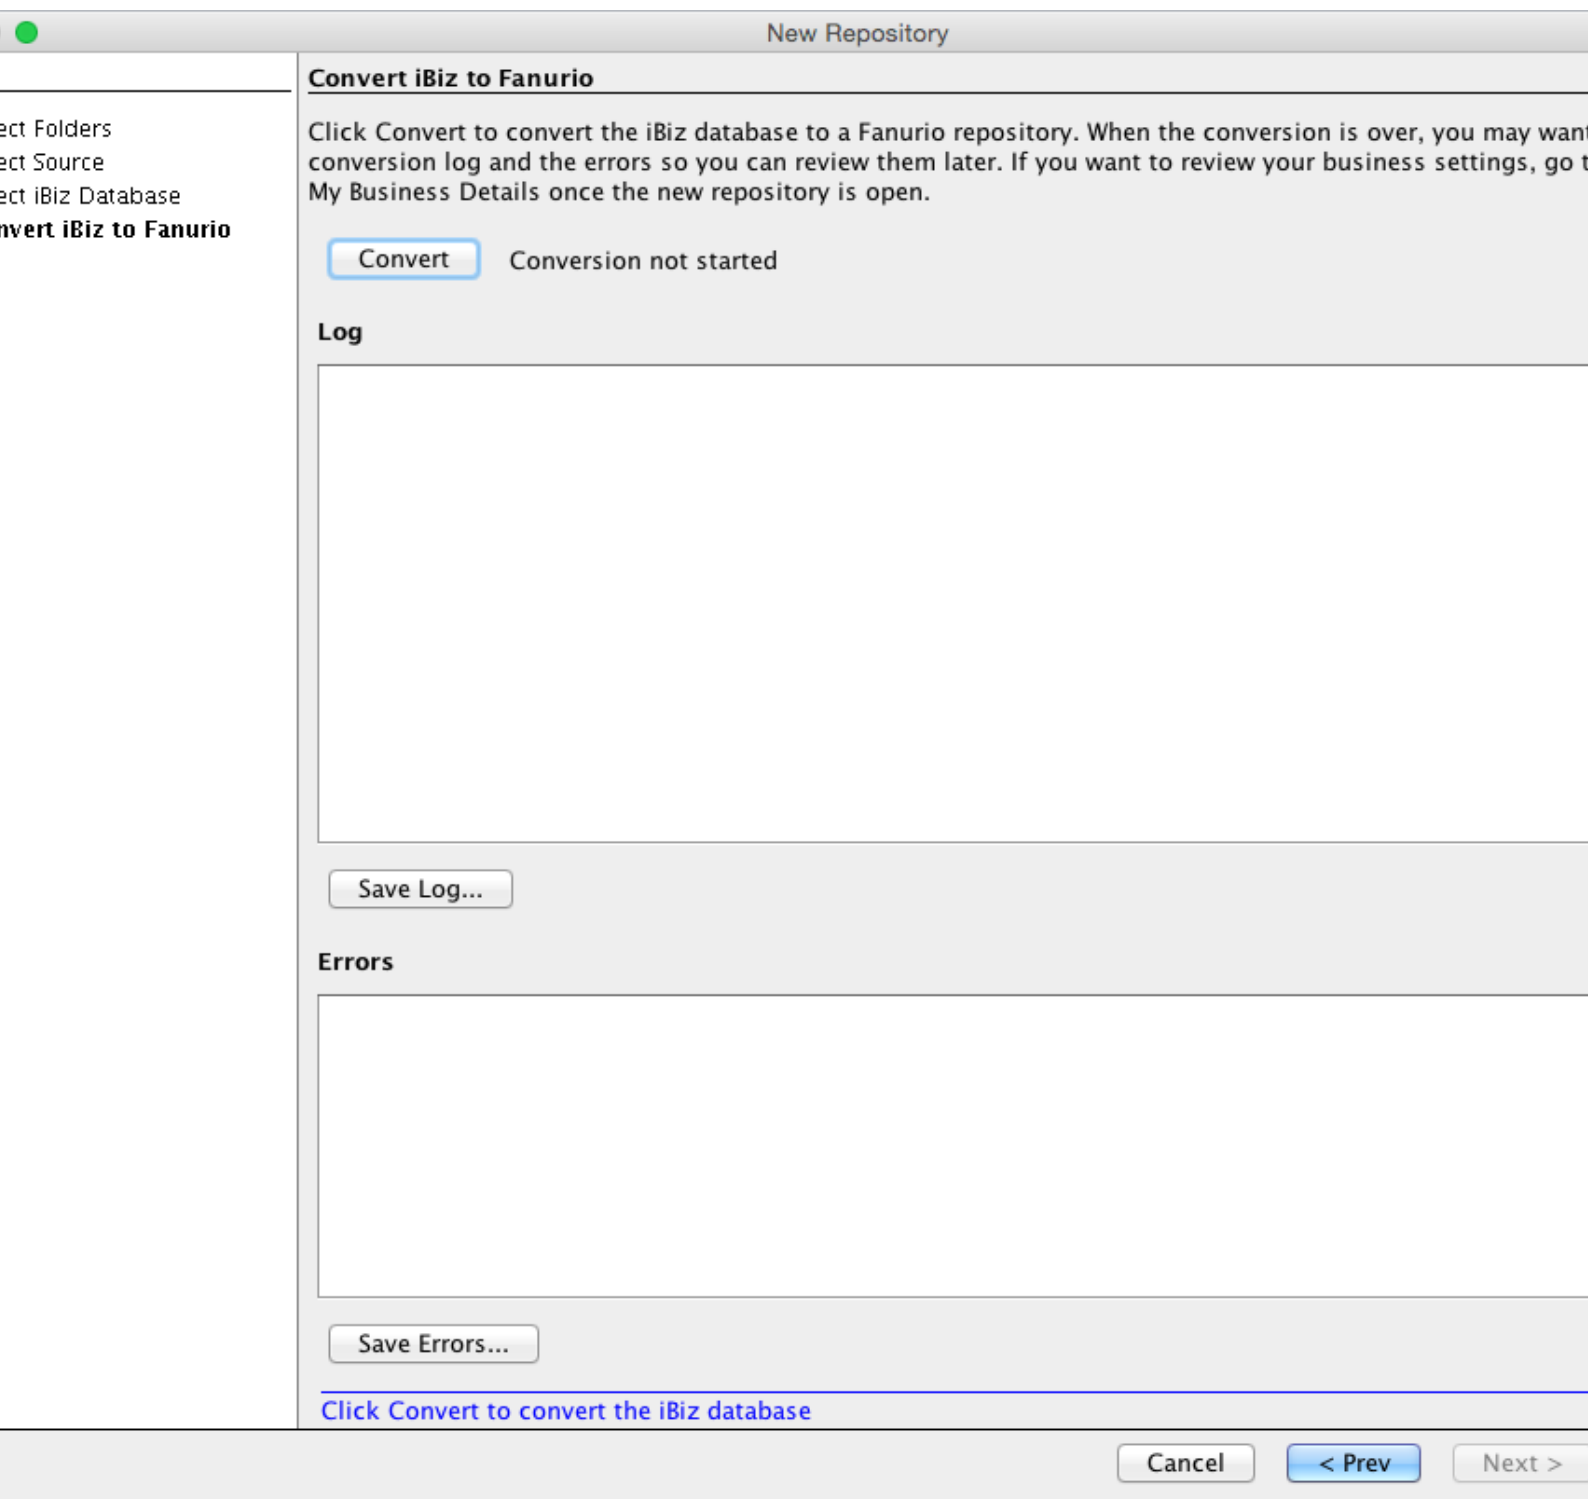 New Repository
ect Folders
ect Source
ect iBiz Database
nvert iBiz to Fanurio
Convert iBiz to Fanurio
Click Convert to convert the iBiz database to a Fanurio repository. When the conversion is over, you may want
conversion log and the errors so you can review them later. If you want to review your business settings, go t
My Business Details once the new repository is open.
Convert
Conversion not started
Log
Save Log...
Errors
Save Errors...
Click Convert to convert the iBiz database
Cancel
< Prev
Next >